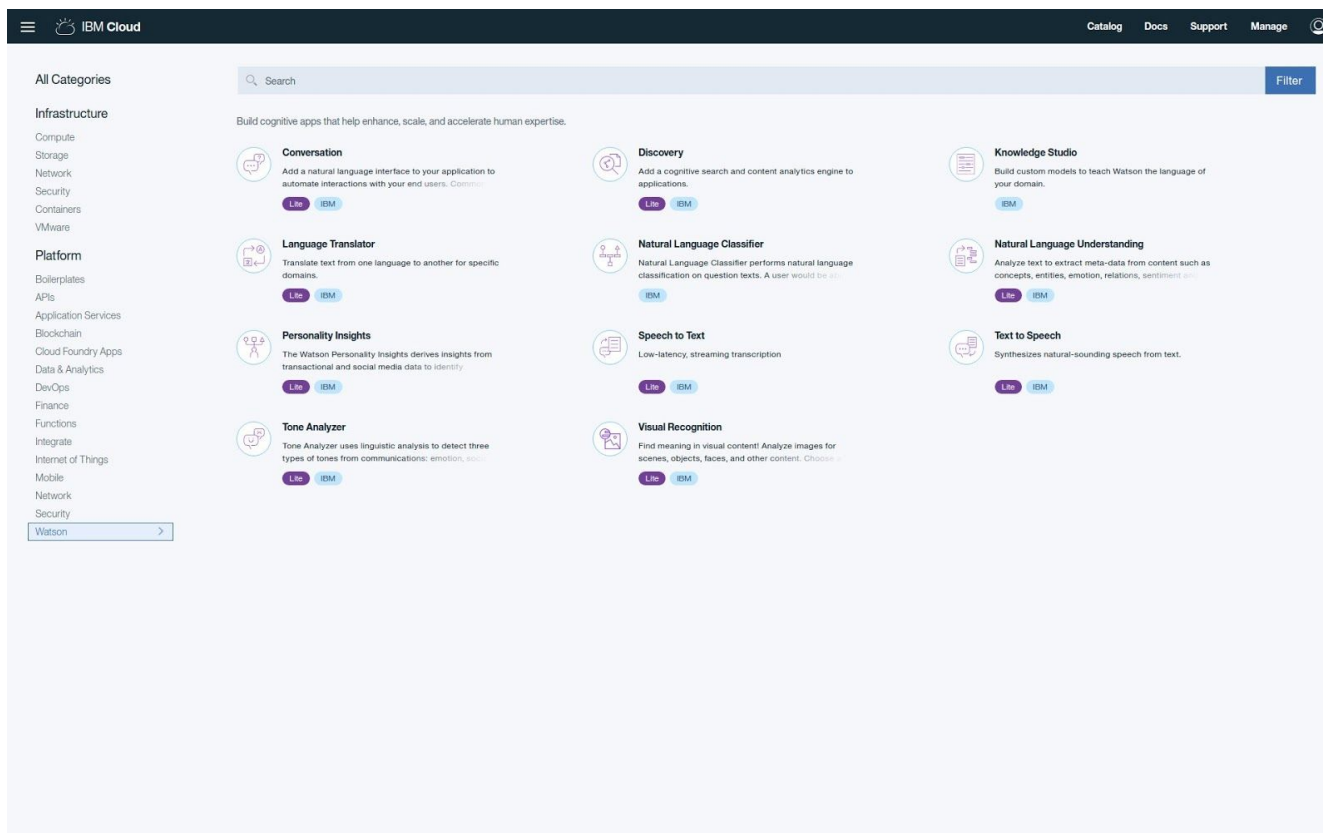 IBM Cloud
Catalog Docs Support Manage
All Categories
Search
Filter
Infrastructure
Compute
Storage
Network
Security
Containers
VMware
Platform
Boilerplates
APIs
Application Services
Blockchain
Cloud Foundry Apps
Data & Analytics
DevOps
Finance
Functions
Integrate
Internet of Things
Mobile
Network
Security
Watson
Build cognitive apps that help enhance, scale, and accelerate human expertise.
Conversation
Add a natural language interface to your application to
automate interactions with your end users. Common
Lite IBM
Discovery
Add a cognitive search and content analytics engine to
applications.
Lite IBM
Knowledge Studio
Build custom models to teach Watson the language of
your domain.
IBM
Language Translator
Translate text from one language to another for specific
domains.
Lite IBM
Natural Language Classifier
Natural Language Classifier performs natural language
classification on question texts. A user would be
IBM
Natural Language Understanding
Analyze text to extract meta-data from content such as
concepts, entities, emotion, relations, sentiment and
Lite IBM
Personality Insights
The Watson Personality Insights derives insights from
transactional and social media data to identify
Lite IBM
Speech to Text
Low-latency, streaming transcription
Lite IBM
Text to Speech
Synthesizes natural-sounding speech from text.
Lite IBM
Tone Analyzer
Tone Analyzer uses linguistic analysis to detect three
types of tones from communications: emotion,
Lite IBM
Visual Recognition
Find meaning in visual content! Analyze images for
scenes, objects, faces, and other content. Choose
Lite IBM